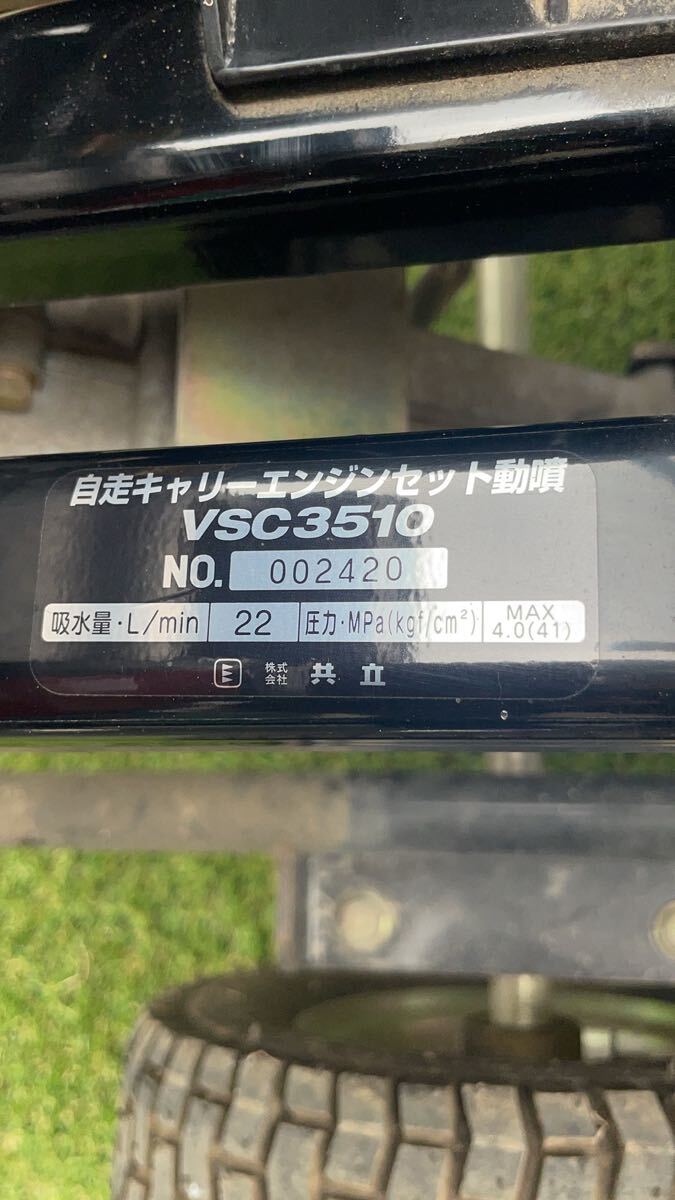 自走キャリーエンジンセット動噴
VSC3510
NO. 002420
吸水量・L/min 22 圧力・MPa(kgf/cm²) MAX 4.0(41)
株式会社 共立